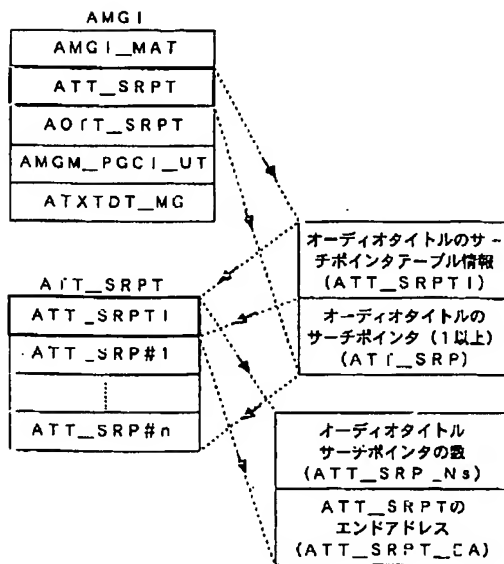 AMGI
AMGI_MAT
ATT_SRPT
AOTT_SRPT
AMGM_PGCI_UT
ATXTDT_MG
オーディオタイトルのサーチポインタテーブル情報
(ATT_SRPTI)
オーディオタイトルの
サーチポインタ(1以上)
(ATT_SRP)
ATT_SRPT
ATT_SRPTI
ATT_SRP#1
ATT_SRP#n
オーディオタイトル
サーチポインタの数
(ATT_SRP_Ns)
ATT_SRPTの
エンドアドレス
(ATT_SRPT_EA)